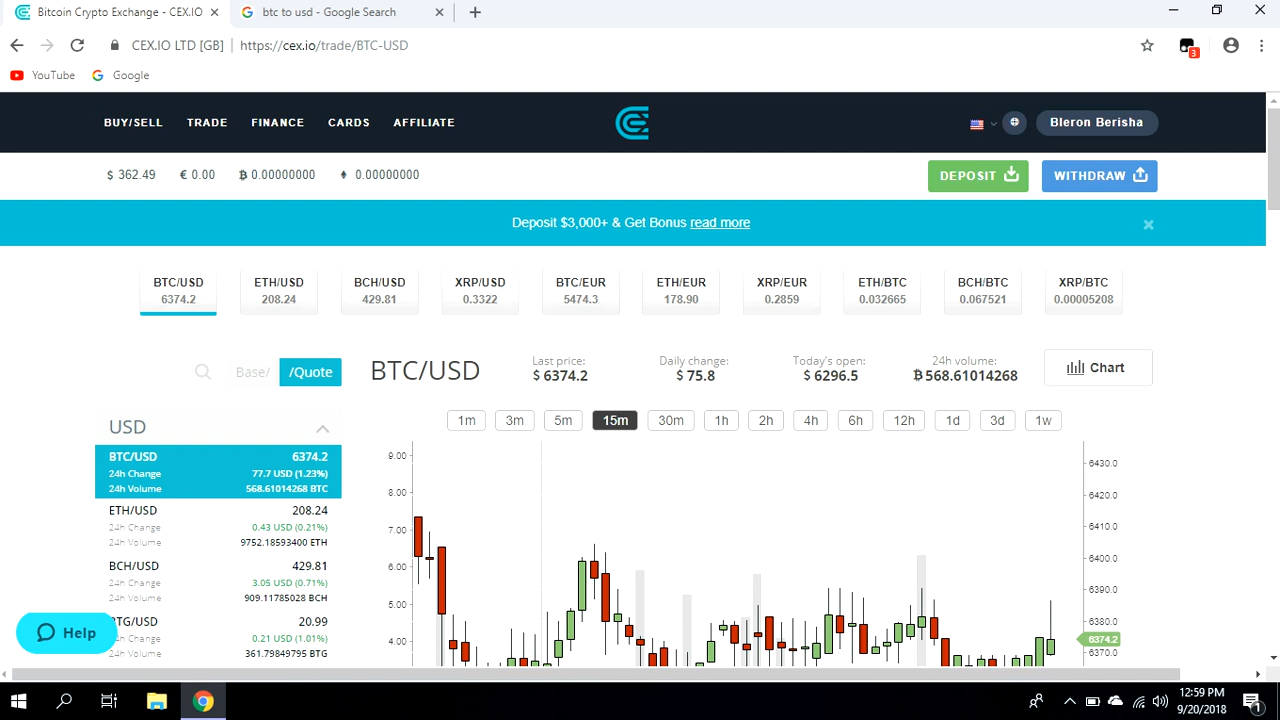 Bitcoin Crypto Exchange - CEX.IO
btc to usd - Google Search
CEX.IO LTD [GB] https://cex.io/trade/BTC-USD
3
YouTube Google
BUY/SELL TRADE FINANCE CARDS AFFILIATE
Bleron Berisha
$ 362.49 € 0.00 ₿ 0.00000000 0.00000000
DEPOSIT WITHDRAW
Deposit $3,000+ & Get Bonus read more
BTC/USD ETH/USD BCH/USD XRP/USD BTC/EUR ETH/EUR XRP/EUR ETH/BTC BCH/BTC XRP/BTC
6374.2 208.24 429.81 0.3322 5474.3 178.90 0.2859 0.032665 0.067521 0.00005208
Base/ /Quote
BTC/USD
Last price: Daily change: Today's open: 24h volume:
$ 6374.2 $ 75.8 $ 6296.5 ₿ 568.61014268
Chart
1m 3m 5m 15m 30m 1h 2h 4h 6h 12h 1d 3d 1w
USD
BTC/USD 6374.2
24h Change 77.7 USD (1.23%)
24h Volume 568.61014268 BTC
ETH/USD 208.24
24h Change 0.43 USD (0.21%)
24h Volume 9752.18593400 ETH
BCH/USD 429.81
24h Change 3.05 USD (0.71%)
24h Volume 909.11785028 BCH
TG/USD 20.99
Change 0.21 USD (1.01%)
24h Volume 361.79849795 BTG
Help
9.00
8.00
7.00
6.00
5.00
4.00
6430.0
6420.0
6410.0
6400.0
6390.0
6380.0
6374.2
6370.0
12:59 PM
9/20/2018
1